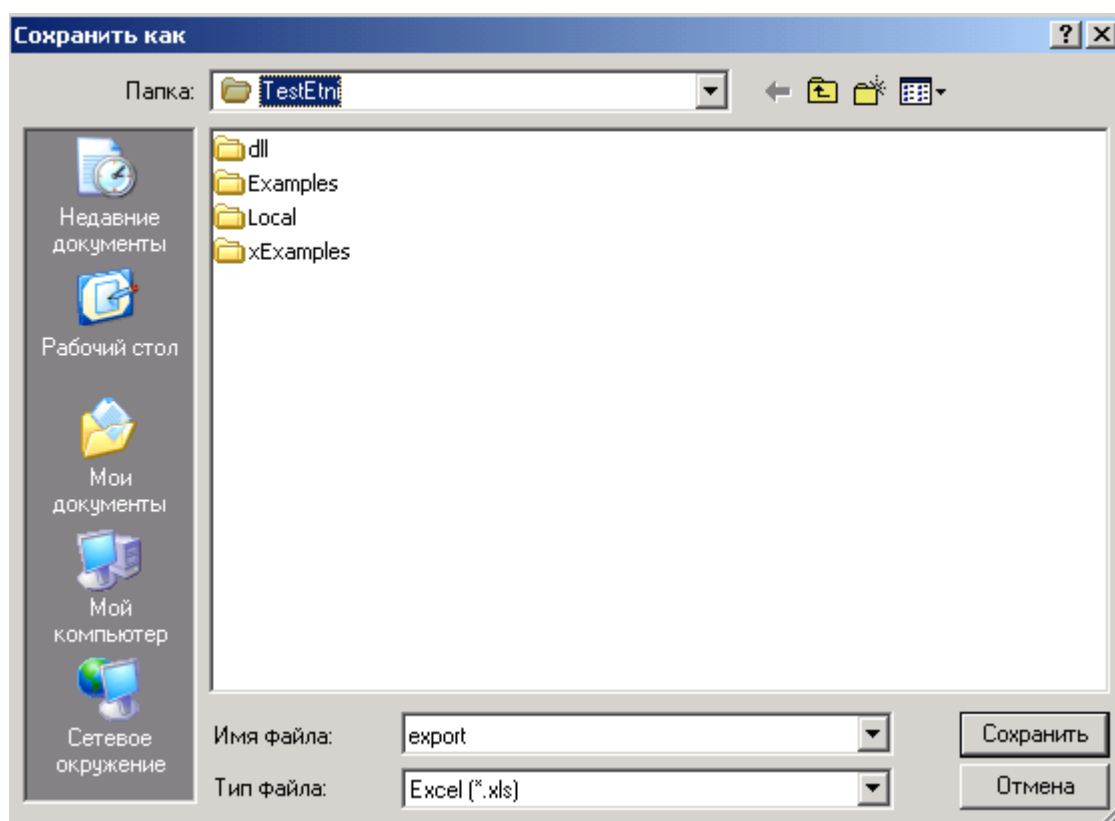 Сохранить как
Папка:
TestEtni
dll
Examples
Local
xExamples
Недавние
документы
Рабочий стол
Мои
документы
Мой
компьютер
Сетевое
окружение
Имя файла:
export
Сохранить
Тип файла:
Excel (*.xls)
Отмена